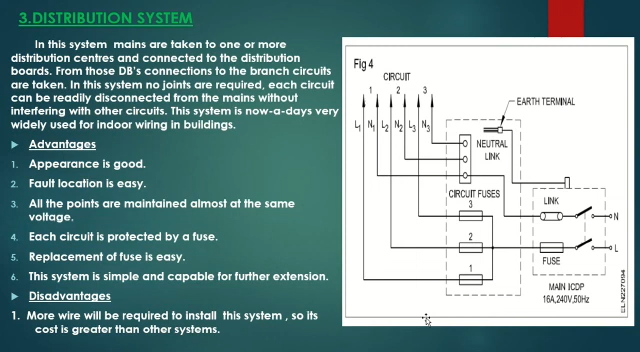 3.DISTRIBUTION SYSTEM
In this system mains are taken to one or more
distribution centres and connected to the distribution
boards. From those DB's connections to the branch circuits
are taken. In this system no joints are required, each circuit
can be readily disconnected from the mains without
interfering with other circuits. This system is now-a-days very
widely used for indoor wiring in buildings.
Advantages
1. Appearance is good.
2. Fault location is easy.
3. All the points are maintained almost at the same
voltage.
4. Each circuit is protected by a fuse.
5. Replacement of fuse is easy.
6. This system is simple and capable for further extension.
Disadvantages
1. More wire will be required to install this system , so its
cost is greater than other systems.
Fig 4
CIRCUIT
1 2 3
L1 N1 L2 N2 L3 N3
EARTH TERMINAL
NEUTRAL
LINK
CIRCUIT FUSES
3
2
1
LINK
N
L
FUSE
MAIN ICDP
16A,240V,50Hz
ELN227094